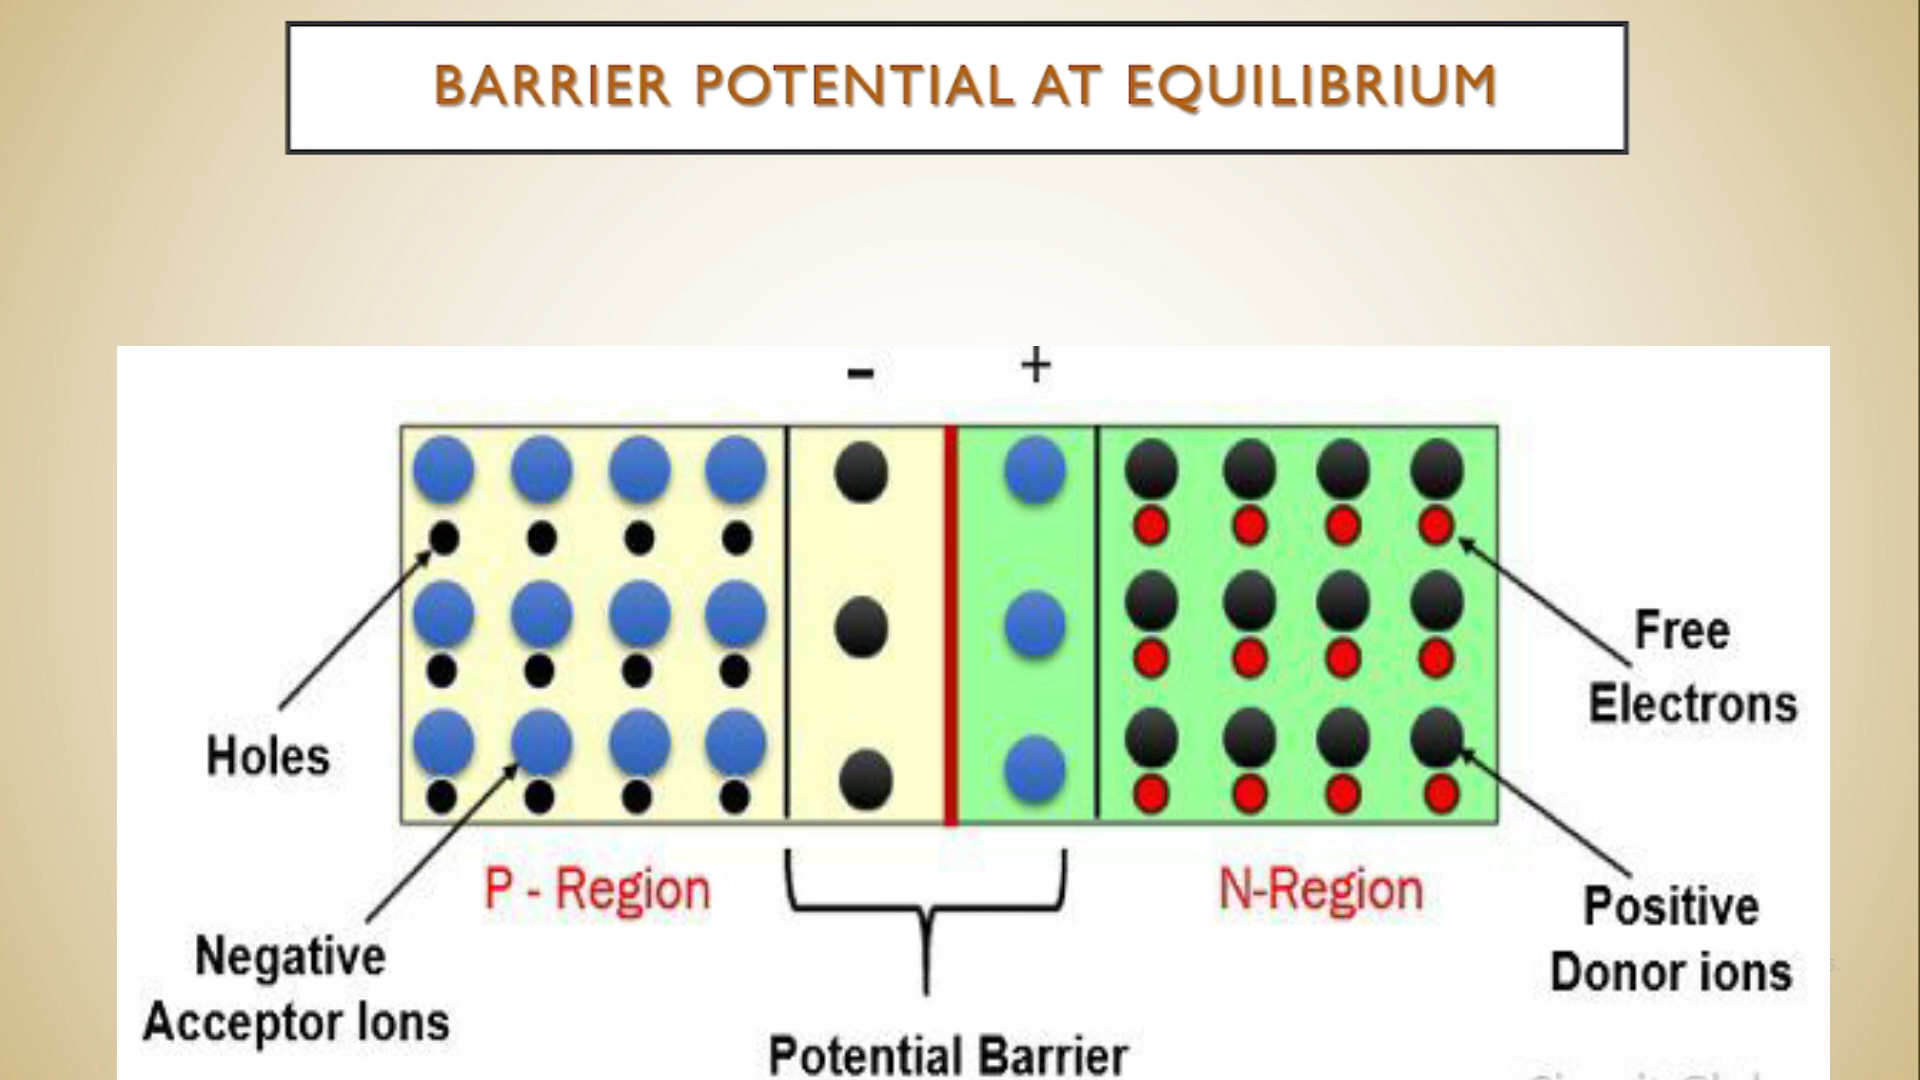 BARRIER POTENTIAL AT EQUILIBRIUM
- +
Free
Electrons
Holes
P - Region
N-Region
Positive
Donor ions
Negative
Acceptor Ions
Potential Barrier